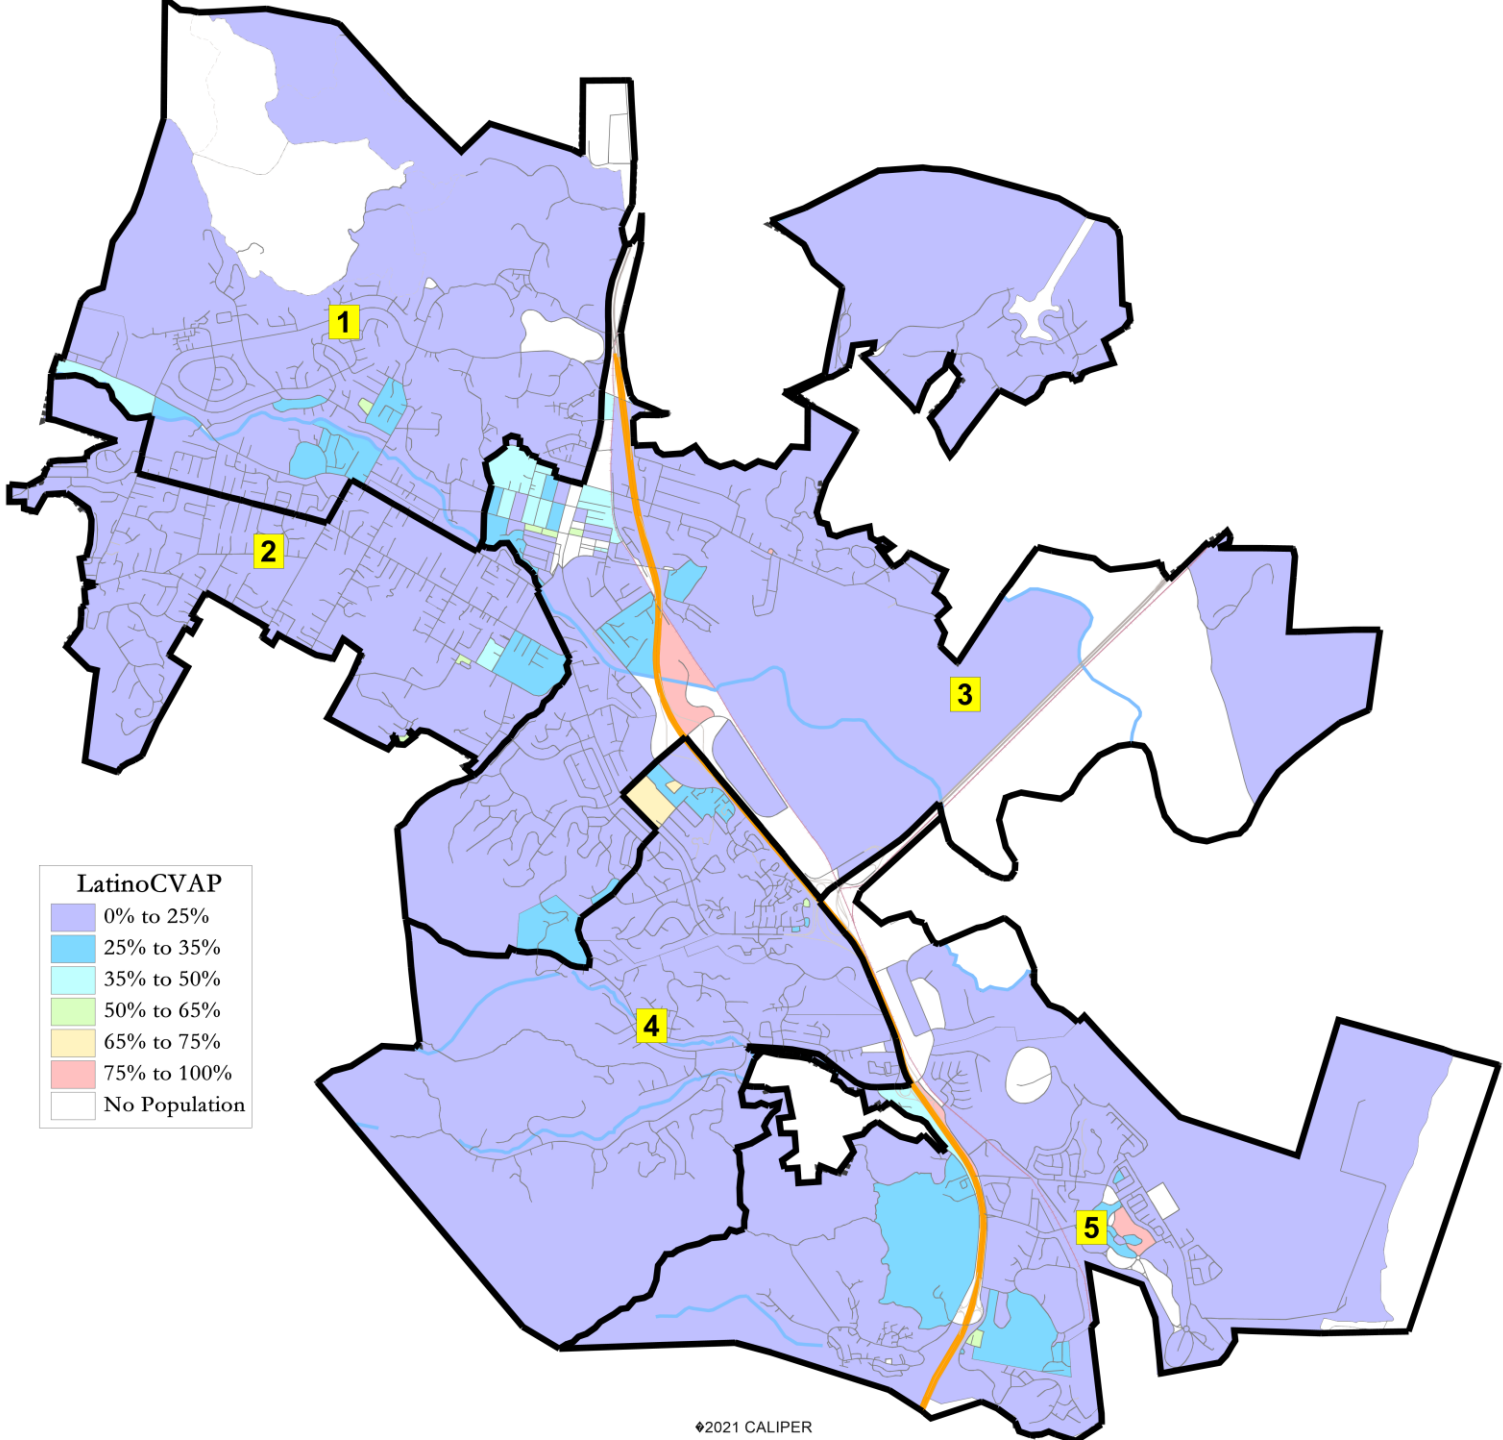 1
2
3
4
5
LatinoCVAP
0% to 25%
25% to 35%
35% to 50%
50% to 65%
65% to 75%
75% to 100%
No Population
�2021 CALIPER